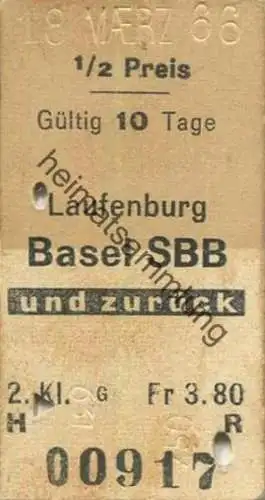 18 MÆRZ 66
1/2 Preis
Gültig 10 Tage
Laufenburg
Basel SBB
und zurück
2. Kl. G Fr 3.80
H R
00917
heimatsammlung